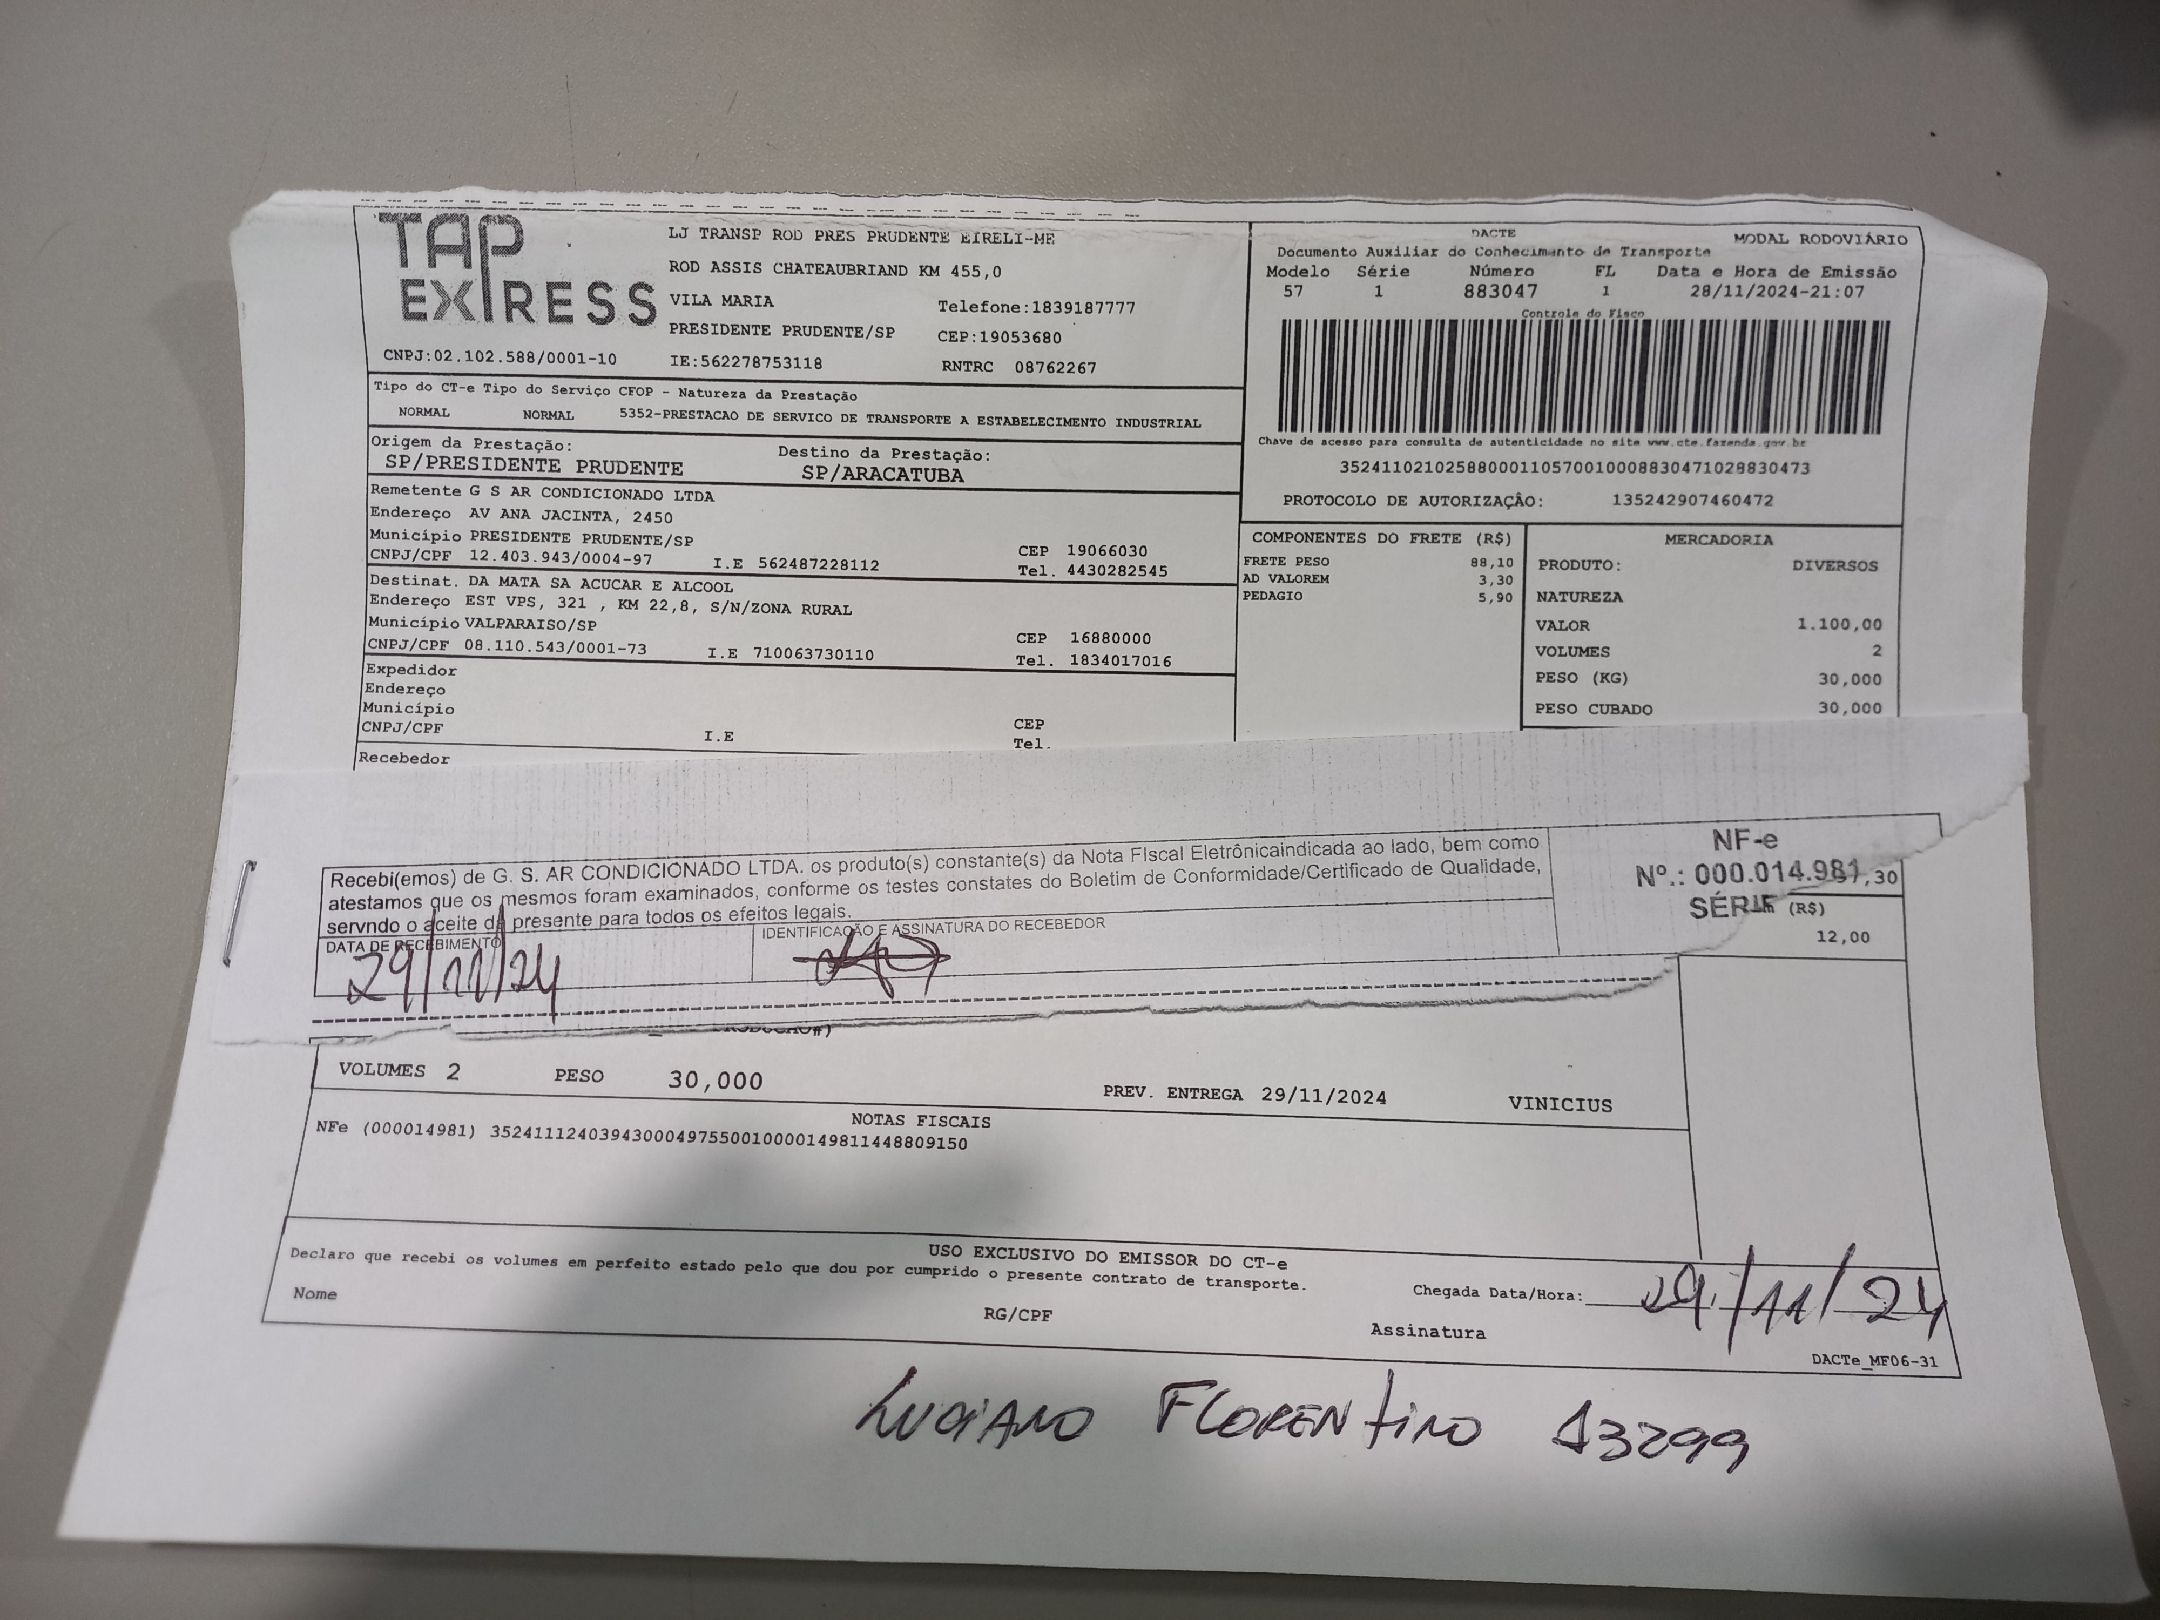 TAP EXPRESS
LJ TRANSP ROD PRES PRUDENTE EIRELI-ME
ROD ASSIS CHATEAUBRIAND KM 455,0
VILA MARIA Telefone:1839187777
PRESIDENTE PRUDENTE/SP CEP:19053680
CNPJ:02.102.588/0001-10 IE:562278753118 RNTRC 08762267
DACTE MODAL RODOVIÁRIO
Documento Auxiliar do Conhecimento de Transporte
Modelo Série Número FL Data e Hora de Emissão
57 1 883047 1 28/11/2024-21:07
Controle do Fisco
Chave de acesso para consulta de autenticidade no site www.cte.fazenda.gov.br
35241102102588000110570010008830471028830473
PROTOCOLO DE AUTORIZAÇÃO: 135242907460472
Tipo do CT-e Tipo do Serviço CFOP - Natureza da Prestação
NORMAL NORMAL 5352-PRESTACAO DE SERVICO DE TRANSPORTE A ESTABELECIMENTO INDUSTRIAL
Origem da Prestação: Destino da Prestação:
SP/PRESIDENTE PRUDENTE SP/ARACATUBA
Remetente G S AR CONDICIONADO LTDA
Endereço AV ANA JACINTA, 2450
Município PRESIDENTE PRUDENTE/SP CEP 19066030
CNPJ/CPF 12.403.943/0004-97 I.E 562487228112 Tel. 4430282545
Destinat. DA MATA SA ACUCAR E ALCOOL
Endereço EST VPS, 321 , KM 22,8, S/N/ZONA RURAL
Município VALPARAISO/SP CEP 16880000
CNPJ/CPF 08.110.543/0001-73 I.E 710063730110 Tel. 1834017016
Expedidor
Endereço
Município CEP
CNPJ/CPF I.E Tel.
Recebedor
COMPONENTES DO FRETE (R$)
FRETE PESO 88,10
AD VALOREM 3,30
PEDAGIO 5,90
MERCADORIA
PRODUTO: DIVERSOS
NATUREZA
VALOR 1.100,00
VOLUMES 2
PESO (KG) 30,000
PESO CUBADO 30,000
Recebi(emos) de G. S. AR CONDICIONADO LTDA. os produto(s) constante(s) da Nota Fiscal Eletrônicaindicada ao lado, bem como
atestamos que os mesmos foram examinados, conforme os testes constates do Boletim de Conformidade/Certificado de Qualidade,
servndo o aceite da presente para todos os efeitos legais.
DATA DE RECEBIMENTO IDENTIFICAÇÃO E ASSINATURA DO RECEBEDOR
29/11/24
NF-e
Nº.: 000.014.981
,30
SÉRIE (R$)
12,00
VOLUMES 2 PESO 30,000 PREV. ENTREGA 29/11/2024 VINICIUS
NOTAS FISCAIS
NFe (000014981) 35241112403943000497550010000149811448809150
USO EXCLUSIVO DO EMISSOR DO CT-e
Declaro que recebi os volumes em perfeito estado pelo que dou por cumprido o presente contrato de transporte.
Nome RG/CPF Chegada Data/Hora: 29/11/24
Assinatura
DACTe_MF06-31
LUCIANO FLORENTINO 13299